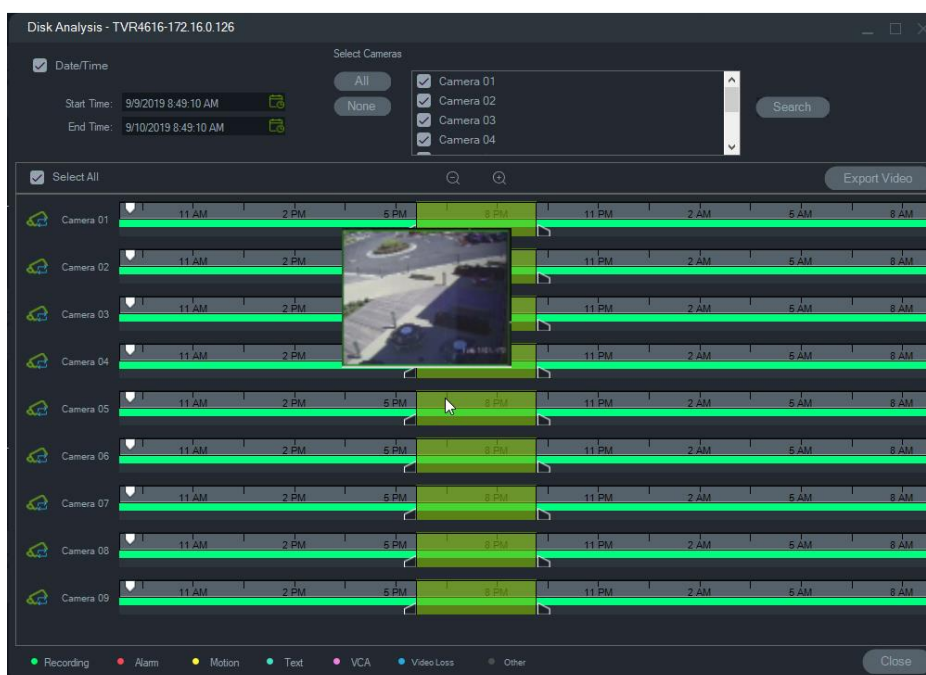 Disk Analysis - TVR4616-172.16.0.126
Date/Time
Select Cameras
All
None
Camera 01
Camera 02
Camera 03
Camera 04
Start Time: 9/9/2019 8:49:10 AM
End Time: 9/10/2019 8:49:10 AM
Search
Select All
Export Video
Camera 01 11 AM 2 PM 5 PM 8 PM 11 PM 2 AM 5 AM 8 AM
Camera 02 11 AM 2 PM 11 PM 2 AM 5 AM 8 AM
Camera 03 11 AM 2 PM 11 PM 2 AM 5 AM 8 AM
Camera 04 11 AM 2 PM 11 PM 2 AM 5 AM 8 AM
Camera 05 11 AM 2 PM 5 PM 8 PM 11 PM 2 AM 5 AM 8 AM
Camera 06 11 AM 2 PM 5 PM 8 PM 11 PM 2 AM 5 AM 8 AM
Camera 07 11 AM 2 PM 5 PM 8 PM 11 PM 2 AM 5 AM 8 AM
Camera 08 11 AM 2 PM 5 PM 8 PM 11 PM 2 AM 5 AM 8 AM
Camera 09 11 AM 2 PM 5 PM 8 PM 11 PM 2 AM 5 AM 8 AM
Recording Alarm Motion Text VCA Video Loss Other
Close